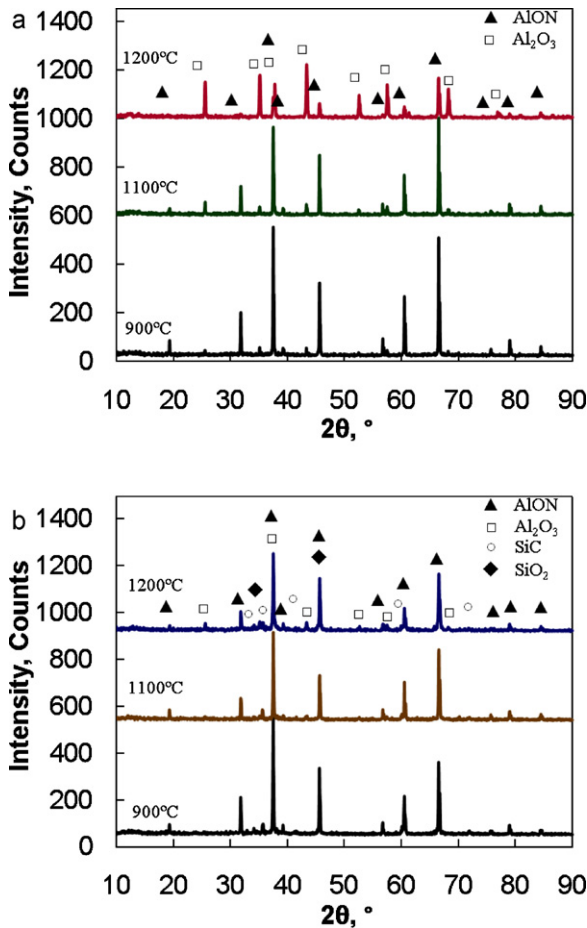 a
1400
1200
1000
800
600
400
200
0
Intensity, Counts
1200ºC
1100ºC
900ºC
AlON
Al₂O₃
10 20 30 40 50 60 70 80 90
2θ, °
b
1400
1200
1000
800
600
400
200
0
Intensity, Counts
1200ºC
1100ºC
900ºC
AlON
Al₂O₃
SiC
SiO₂
10 20 30 40 50 60 70 80 90
2θ, °